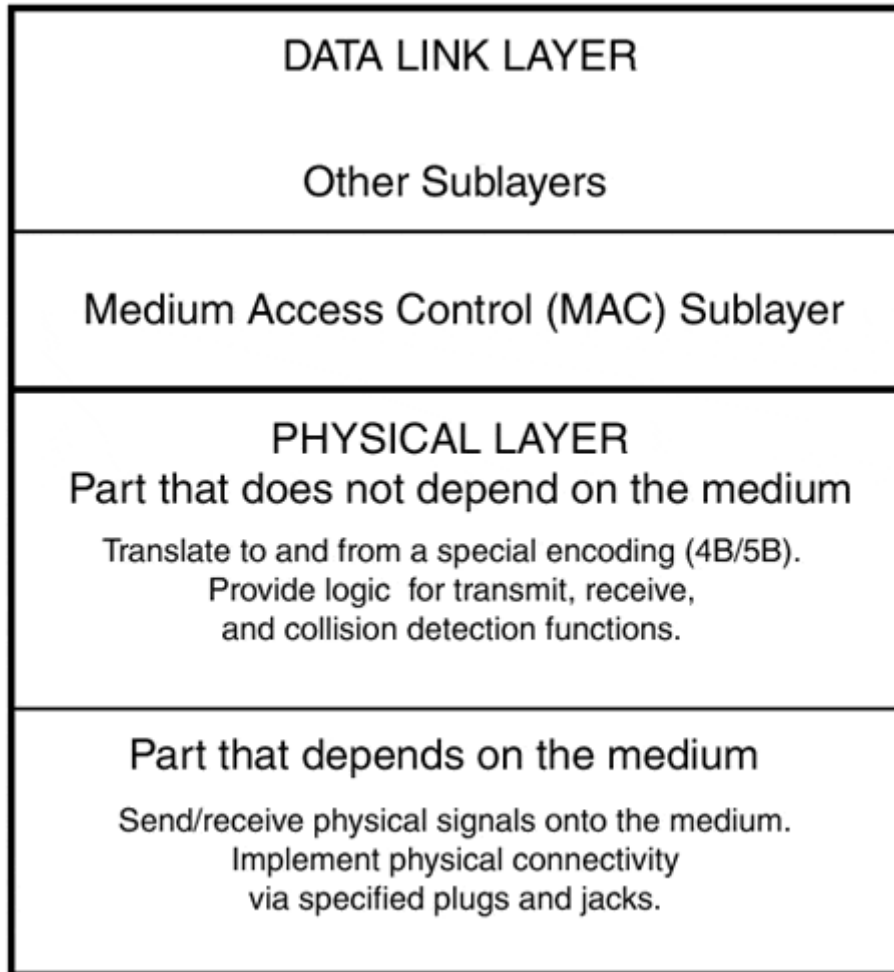 DATA LINK LAYER
Other Sublayers
Medium Access Control (MAC) Sublayer
PHYSICAL LAYER
Part that does not depend on the medium
Translate to and from a special encoding (4B/5B).
Provide logic for transmit, receive,
and collision detection functions.
Part that depends on the medium
Send/receive physical signals onto the medium.
Implement physical connectivity
via specified plugs and jacks.